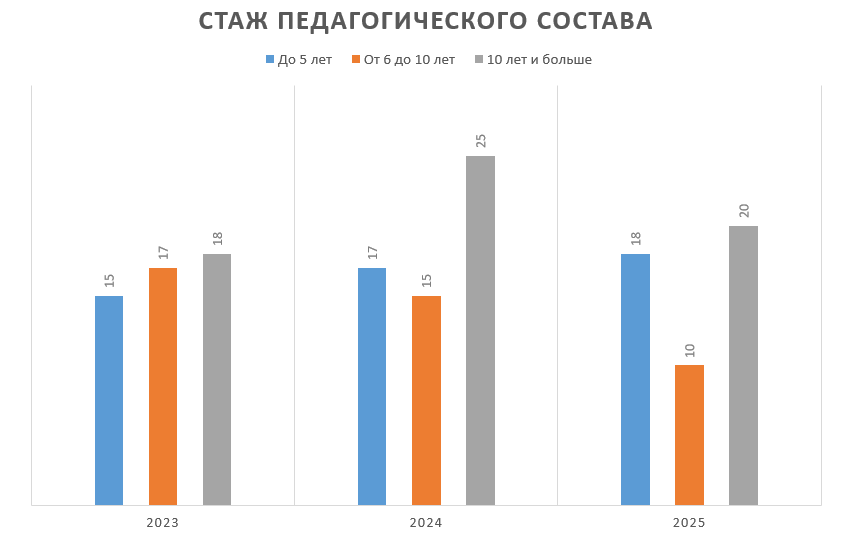 СТАЖ ПЕДАГОГИЧЕСКОГО СОСТАВА
До 5 лет От 6 до 10 лет 10 лет и больше
15 17 18 17 15 25 18 10 20
2023 2024 2025